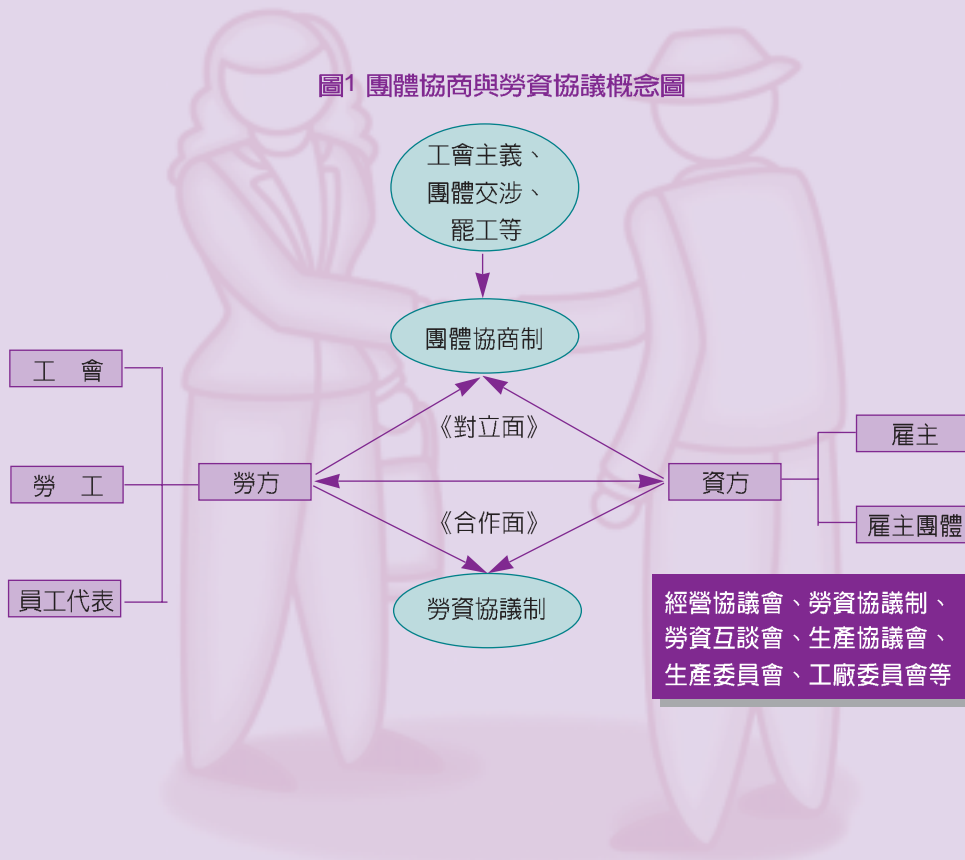 圖1 團體協商與勞資協議概念圖
工會主義、
團體交涉、
罷工等
團體協商制
工 會
《對立面》
雇主
勞 工
勞方
資方
《合作面》
雇主團體
員工代表
勞資協議制
經營協議會、勞資協議制、
勞資互談會、生產協議會、
生產委員會、工廠委員會等